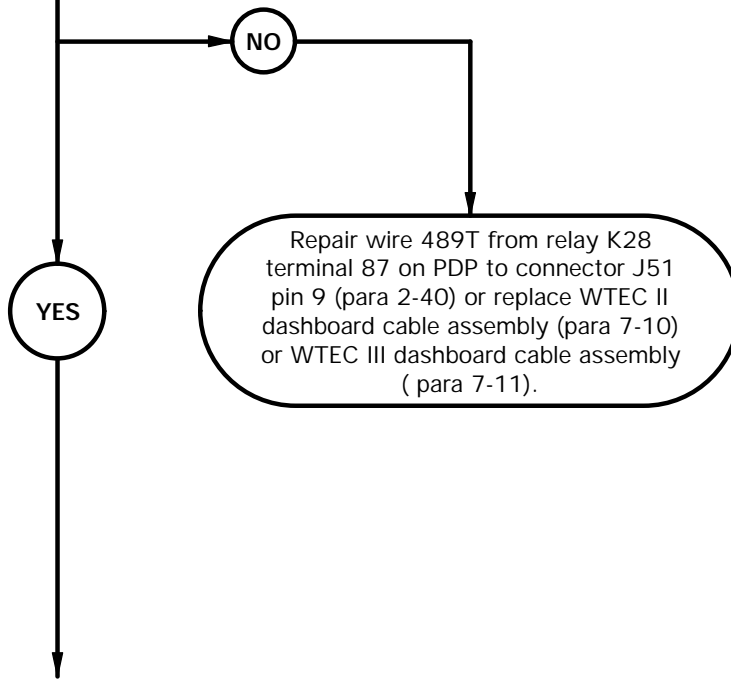 NO
Repair wire 489T from relay K28
terminal 87 on PDP to connector J51
pin 9 (para 2-40) or replace WTEC II
dashboard cable assembly (para 7-10)
or WTEC III dashboard cable assembly
( para 7-11).
YES